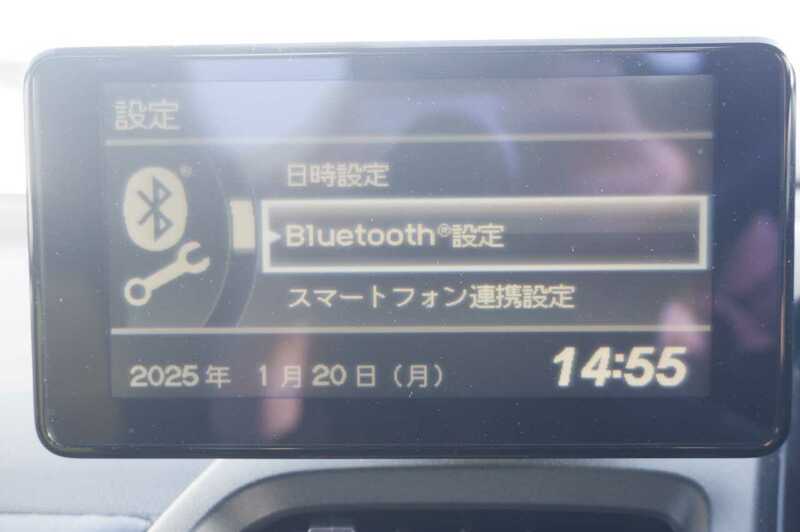 設定
日時設定
Bluetooth®設定
スマートフォン連携設定
2025年 1月20日（月） 14:55